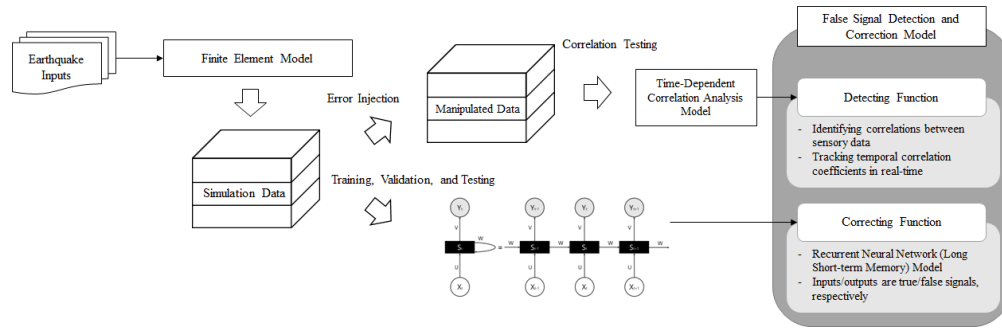 Earthquake
Inputs
Finite Element Model
Error Injection
Simulation Data
Training, Validation, and Testing
Manipulated Data
Correlation Testing
Time-Dependent
Correlation Analysis
Model
False Signal Detection and
Correction Model
Detecting Function
- Identifying correlations between
sensory data
- Tracking temporal correlation
coefficients in real-time
Correcting Function
- Recurrent Neural Network (Long
Short-term Memory) Model
- Inputs/outputs are true/false signals,
respectively
V
V
V
V
W
=
W
W
W
W
U
U
U
U